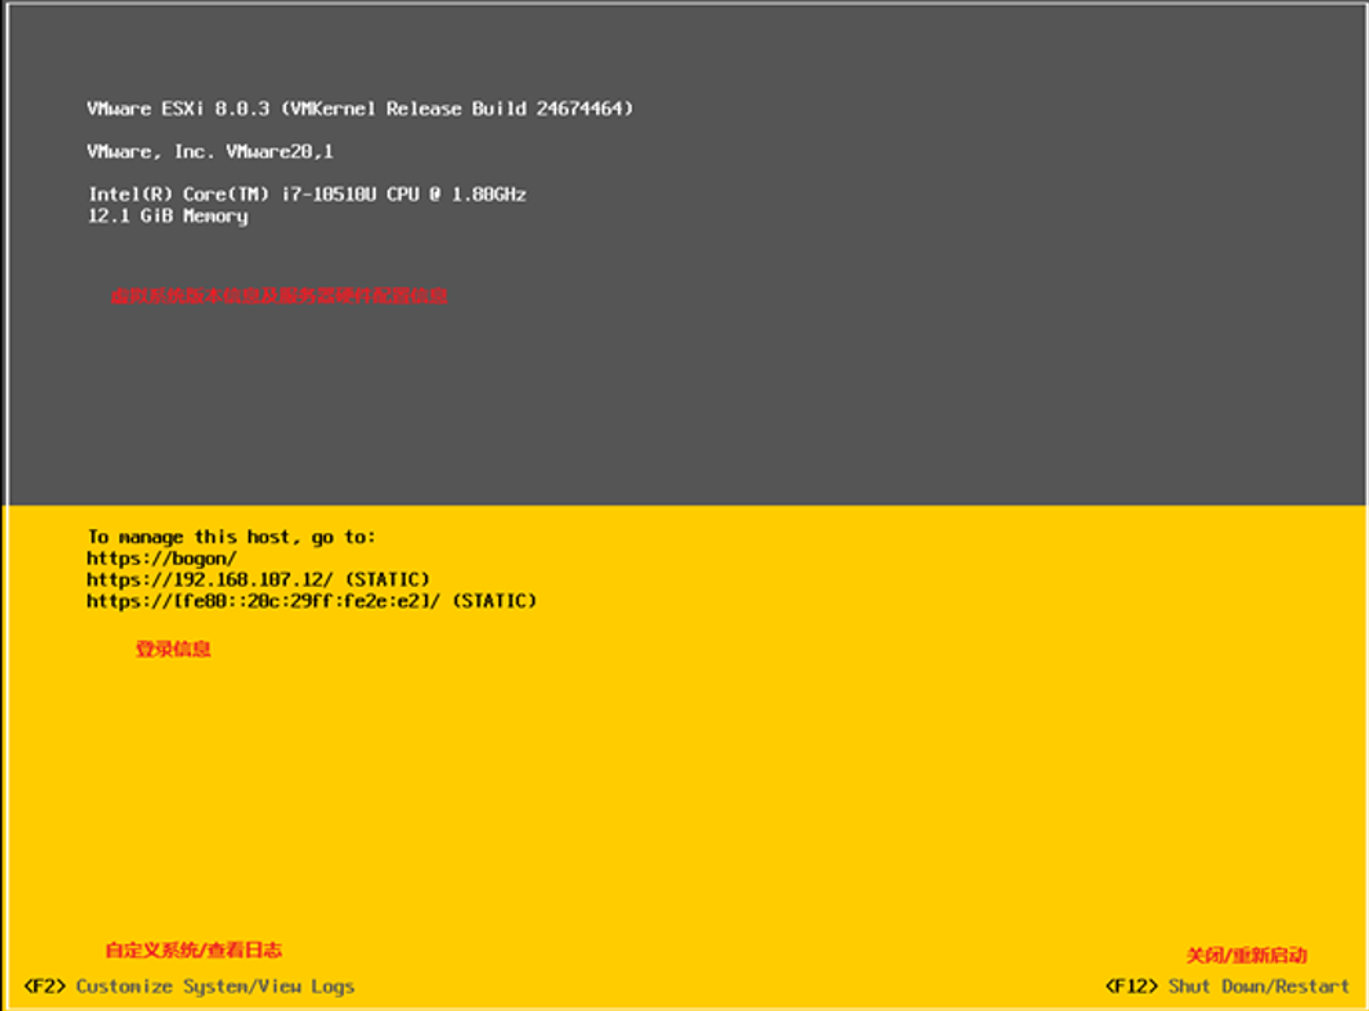 VMware ESXi 8.0.3 (VMKernel Release Build 24674464)
VMware, Inc. VMware20,1
Intel(R) Core(TM) i7-10510U CPU @ 1.80GHz
12.1 GiB Memory
虚拟系统版本信息及服务器硬件配置信息
To manage this host, go to:
https://bogon/
https://192.168.107.12/ (STATIC)
https://[fe80::20c:29ff:fe2e:e2]/ (STATIC)
登录信息
自定义系统/查看日志
关闭/重新启动
<F2> Customize System/View Logs
<F12> Shut Down/Restart